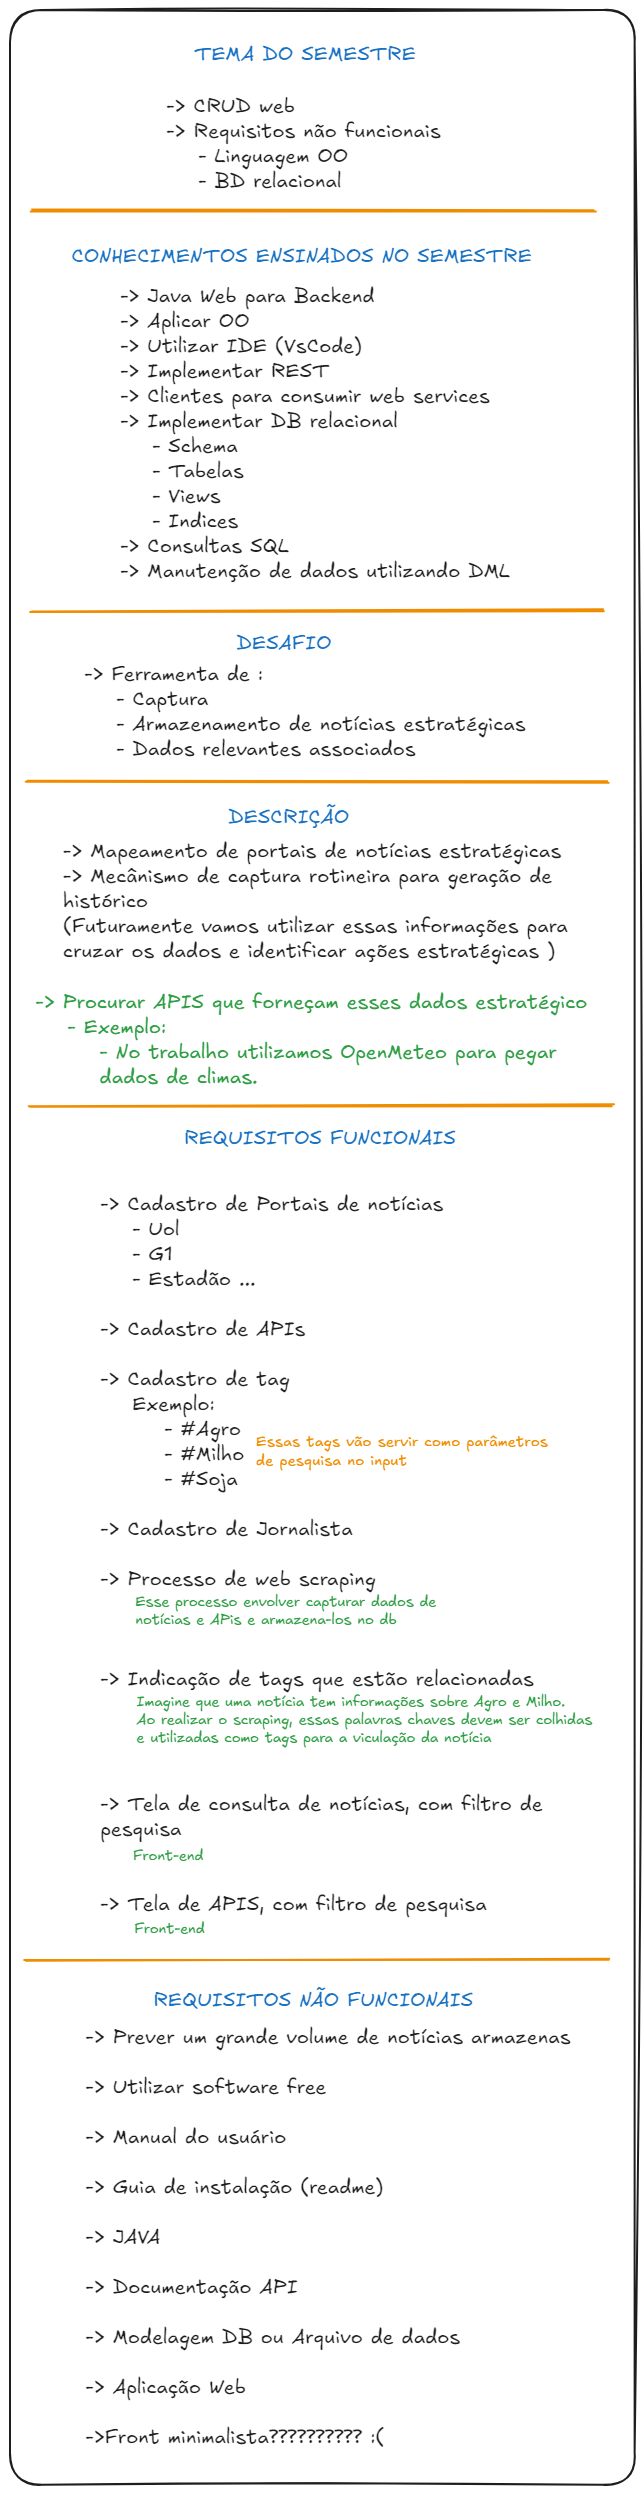 TEMA DO SEMESTRE
-> CRUD web
-> Requisitos não funcionais
- Linguagem OO
- BD relacional
CONHECIMENTOS ENSINADOS NO SEMESTRE
-> Java Web para Backend
-> Aplicar OO
-> Utilizar IDE (VsCode)
-> Implementar REST
-> Clientes para consumir web services
-> Implementar DB relacional
- Schema
- Tabelas
- Views
- Indices
-> Consultas SQL
-> Manutenção de dados utilizando DML
DESAFIO
-> Ferramenta de :
- Captura
- Armazenamento de notícias estratégicas
- Dados relevantes associados
DESCRIÇÃO
-> Mapeamento de portais de notícias estratégicas
-> Mecânismo de captura rotineira para geração de
histórico
(Futuramente vamos utilizar essas informações para
cruzar os dados e identificar ações estratégicas )
-> Procurar APIS que forneçam esses dados estratégico
- Exemplo:
- No trabalho utilizamos OpenMeteo para pegar
dados de climas.
REQUISITOS FUNCIONAIS
-> Cadastro de Portais de notícias
- Uol
- G1
- Estadão ...
-> Cadastro de APIs
-> Cadastro de tag
Exemplo:
- #Agro
- #Milho
- #Soja
Essas tags vão servir como parâmetros
de pesquisa no input
-> Cadastro de Jornalista
-> Processo de web scraping
Esse processo envolver capturar dados de
notícias e APis e armazena-los no db
-> Indicação de tags que estão relacionadas
Imagine que uma notícia tem informações sobre Agro e Milho.
Ao realizar o scraping, essas palavras chaves devem ser colhidas
e utilizadas como tags para a viculação da notícia
-> Tela de consulta de notícias, com filtro de
pesquisa
Front-end
-> Tela de APIS, com filtro de pesquisa
Front-end
REQUISITOS NÃO FUNCIONAIS
-> Prever um grande volume de notícias armazenas
-> Utilizar software free
-> Manual do usuário
-> Guia de instalação (readme)
-> JAVA
-> Documentação API
-> Modelagem DB ou Arquivo de dados
-> Aplicação Web
->Front minimalista?????????? :(